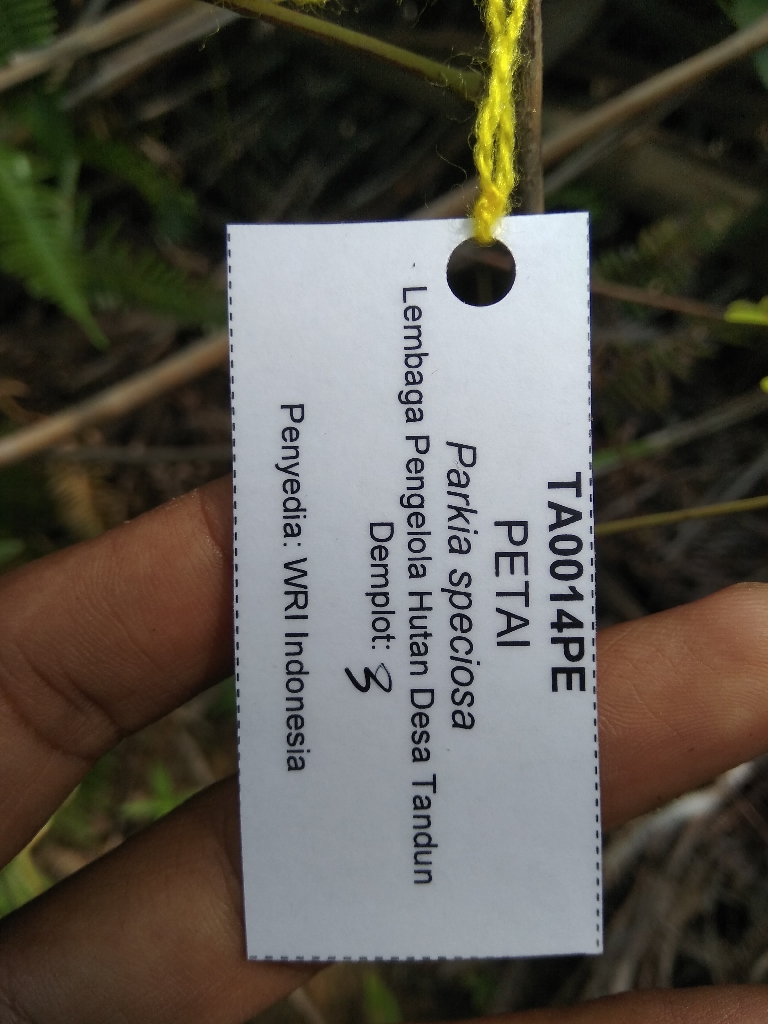 TA0014PE
PETAI
Parkia speciosa
Lembaga Pengelola Hutan Desa Tandun
Demplot: 3
Penyedia: WRI Indonesia